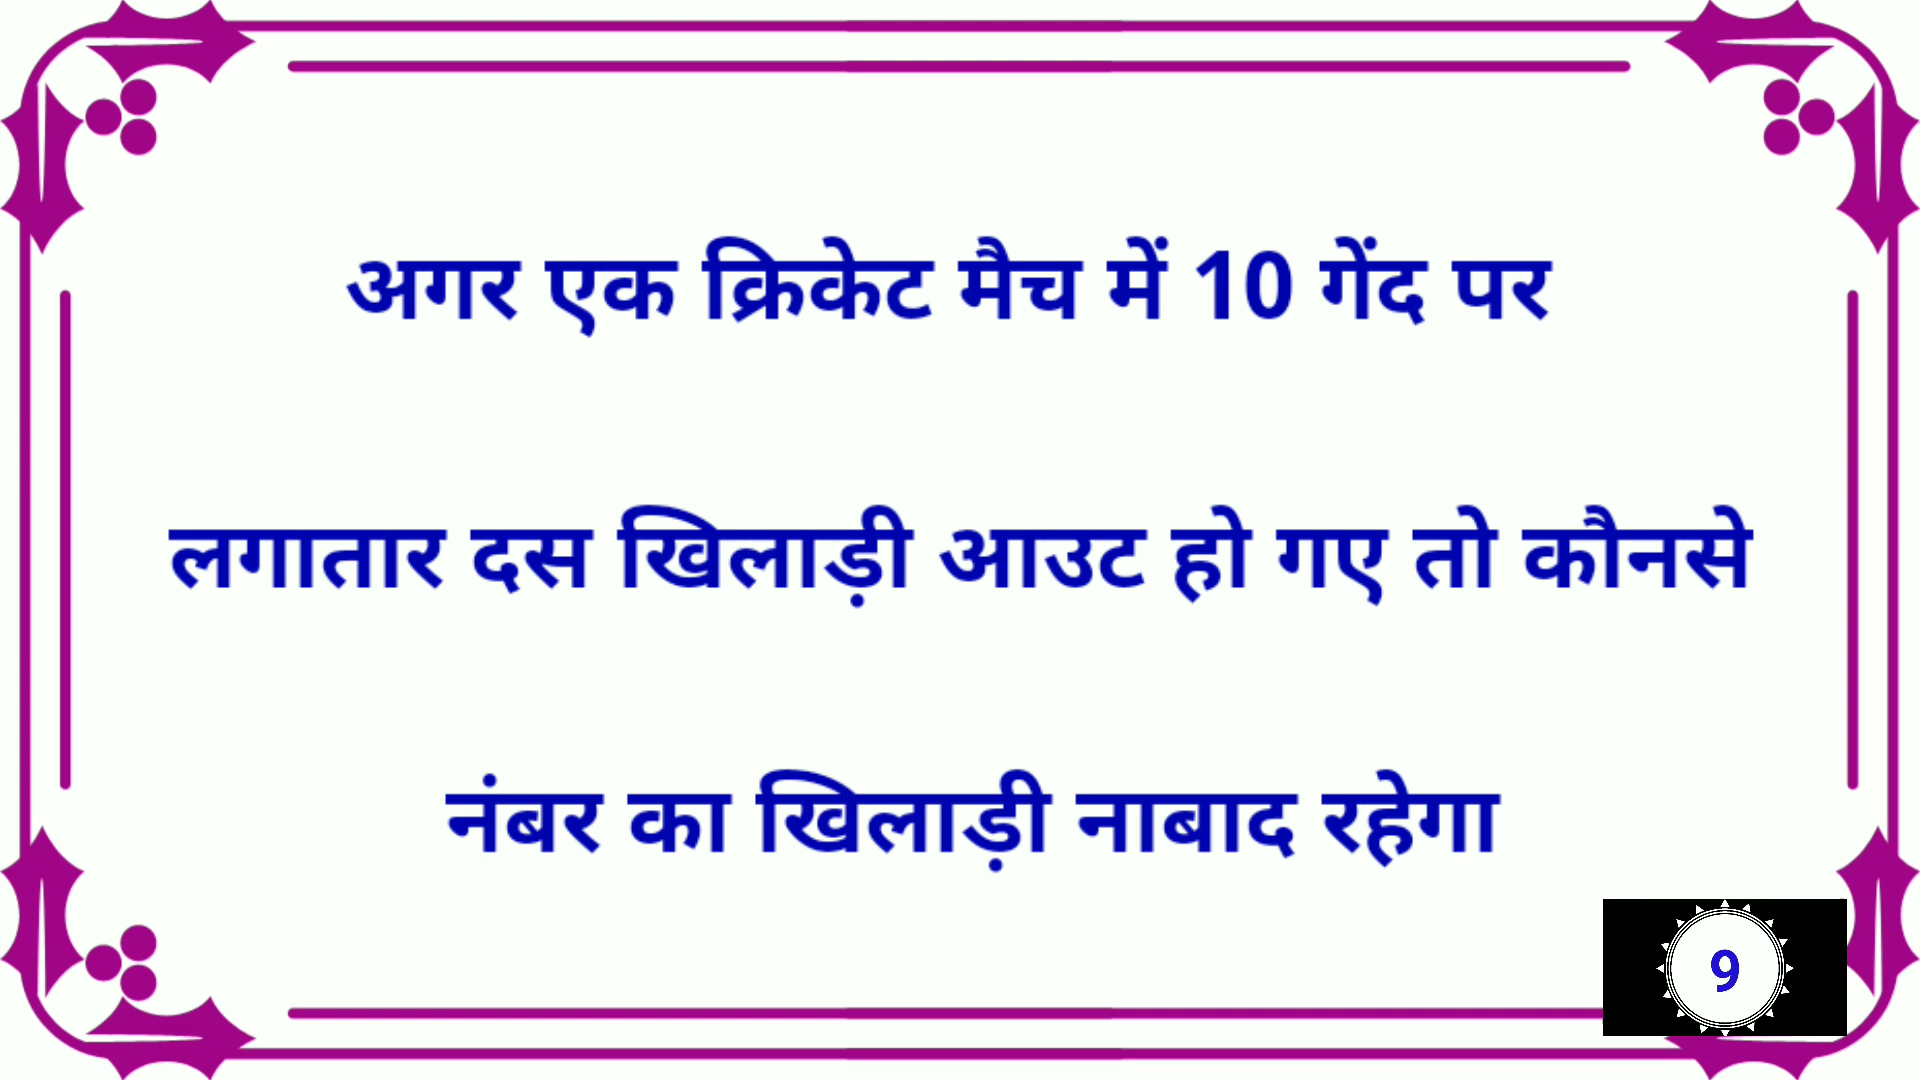 अगर एक क्रिकेट मैच में 10 गेंद पर
लगातार दस खिलाड़ी आउट हो गए तो कौनसे
नंबर का खिलाड़ी नाबाद रहेगा
9